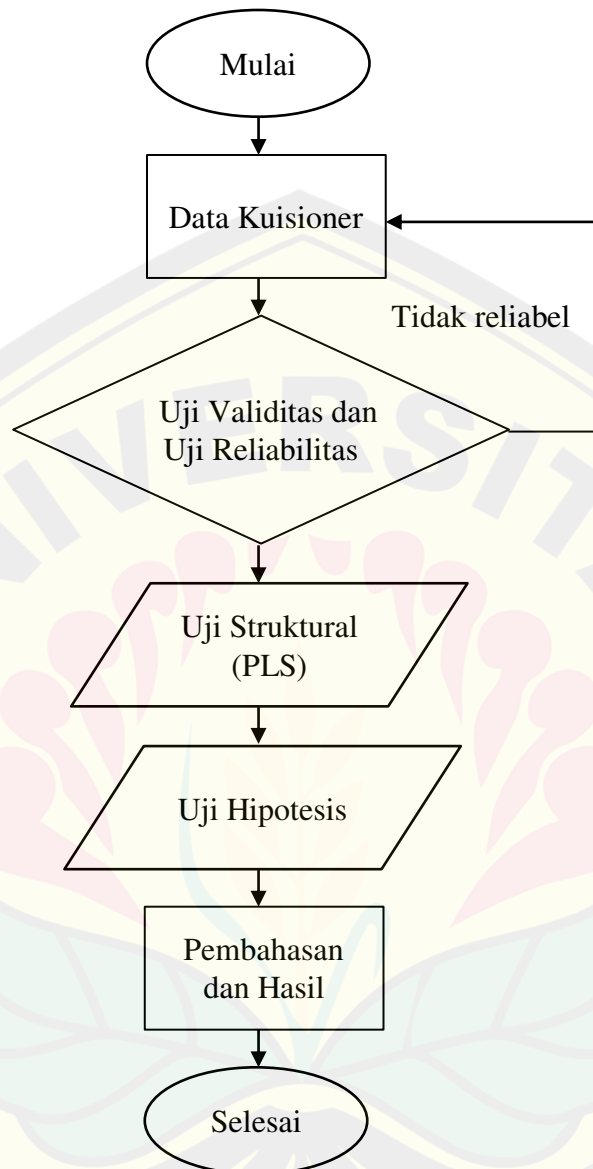 Mulai
Data Kuisioner
Tidak reliabel
Uji Validitas dan
Uji Reliabilitas
Uji Struktural
(PLS)
Uji Hipotesis
Pembahasan
dan Hasil
Selesai